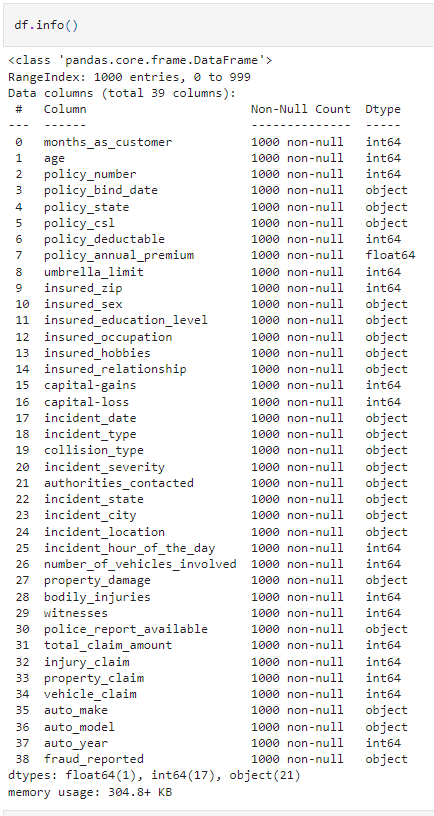 df.info()
<class 'pandas.core.frame.DataFrame'>
RangeIndex: 1000 entries, 0 to 999
Data columns (total 39 columns):
 #   Column                       Non-Null Count  Dtype
---  ------                       --------------  -----
 0   months_as_customer           1000 non-null   int64
 1   age                          1000 non-null   int64
 2   policy_number                1000 non-null   int64
 3   policy_bind_date             1000 non-null   object
 4   policy_state                 1000 non-null   object
 5   policy_csl                   1000 non-null   object
 6   policy_deductable            1000 non-null   int64
 7   policy_annual_premium        1000 non-null   float64
 8   umbrella_limit               1000 non-null   int64
 9   insured_zip                  1000 non-null   int64
 10  insured_sex                  1000 non-null   object
 11  insured_education_level      1000 non-null   object
 12  insured_occupation           1000 non-null   object
 13  insured_hobbies              1000 non-null   object
 14  insured_relationship         1000 non-null   object
 15  capital-gains                1000 non-null   int64
 16  capital-loss                 1000 non-null   int64
 17  incident_date                1000 non-null   object
 18  incident_type                1000 non-null   object
 19  collision_type               1000 non-null   object
 20  incident_severity            1000 non-null   object
 21  authorities_contacted        1000 non-null   object
 22  incident_state               1000 non-null   object
 23  incident_city                1000 non-null   object
 24  incident_location            1000 non-null   object
 25  incident_hour_of_the_day     1000 non-null   int64
 26  number_of_vehicles_involved  1000 non-null   int64
 27  property_damage              1000 non-null   object
 28  bodily_injuries              1000 non-null   int64
 29  witnesses                    1000 non-null   int64
 30  police_report_available      1000 non-null   object
 31  total_claim_amount           1000 non-null   int64
 32  injury_claim                 1000 non-null   int64
 33  property_claim               1000 non-null   int64
 34  vehicle_claim                1000 non-null   int64
 35  auto_make                    1000 non-null   object
 36  auto_model                   1000 non-null   object
 37  auto_year                    1000 non-null   int64
 38  fraud_reported               1000 non-null   object
dtypes: float64(1), int64(17), object(21)
memory usage: 304.8+ KB